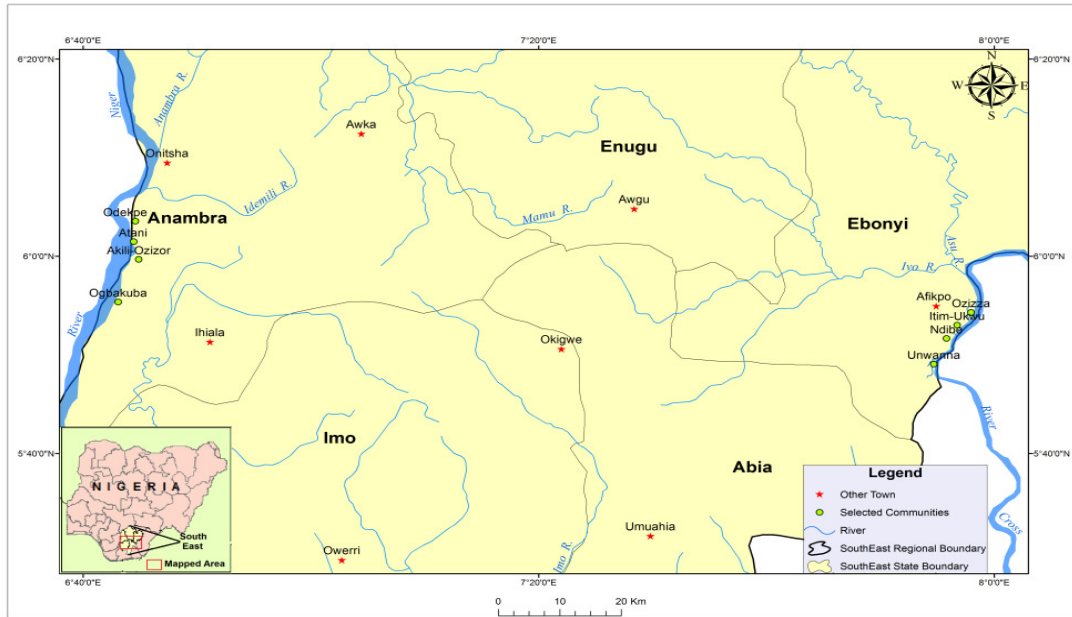 6°40'0"E
7°20'0"E
8°0'0"E
6°20'0"N
6°20'0"N
N
W
E
S
Niger
Anambra R.
Awka
Onitsha
Enugu
Idemili R.
Awgu
Mamu R.
Odekpe
Anambra
Ebonyi
Atani
Asu R.
6°0'0"N
Akili-Ozizor
6°0'0"N
Ivo R.
Ogbakuba
Afikpo
Ozizza
Itim-Ukwu
River
Ndibe
Ihiala
Okigwe
Unwanna
River
Imo
5°40'0"N
5°40'0"N
Abia
NIGERIA
South
East
Mapped Area
Legend
Other Town
Selected Communities
River
SouthEast Regional Boundary
SouthEast State Boundary
Cross
Umuahia
Owerri
Imo R.
6°40'0"E
7°20'0"E
8°0'0"E
0 10 20 Km